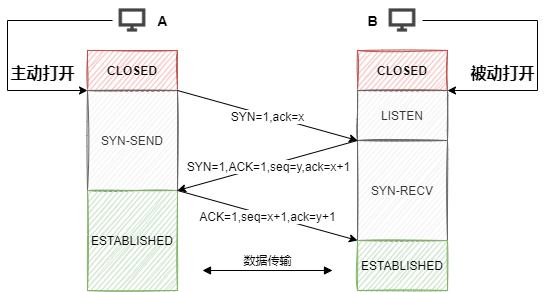 A
B
主动打开
被动打开
CLOSED
CLOSED
SYN=1,ack=x
LISTEN
SYN-SEND
SYN=1,ACK=1,seq=y,ack=x+1
SYN-RECV
ACK=1,seq=x+1,ack=y+1
ESTABLISHED
数据传输
ESTABLISHED